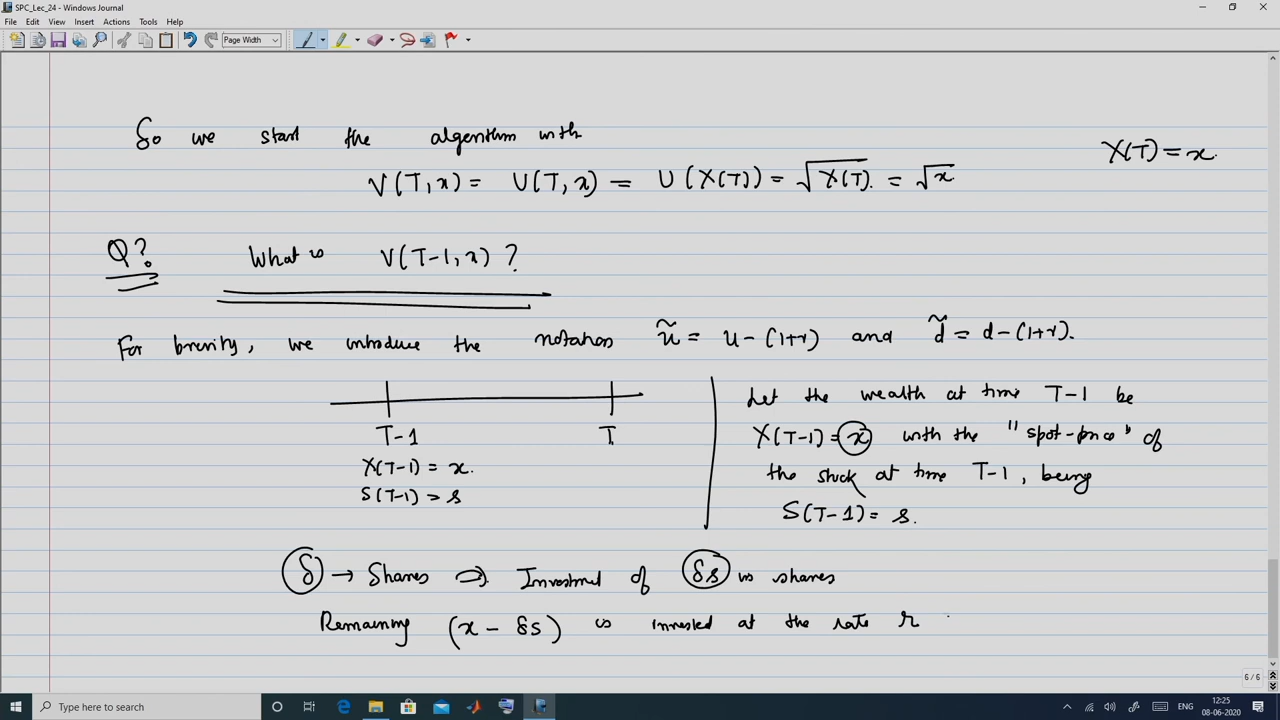 SPC_Lec_24 - Windows Journal
File Edit View Insert Actions Tools Help
Page Width
So we start the algorithm with
X(T) = x.
V(T,x) = U(T,x) = U(X(T)) = √X(T). = √x
Q? What is V(T-1,x)?
For brevity, we introduce the notations ũ = u-(1+r) and d̃ = d-(1+r).
T-1 T
X(T-1) = x.
S(T-1) = s
Let the wealth at time T-1 be
X(T-1) = x with the "spot-price" of
the stock at time T-1, being
S(T-1) = s.
δ → Shares ⇒ Investment of δs in shares
Remaining (x - δs) is invested at the rate r
6 / 6
Type here to search
ENG
12:25
08-06-2020